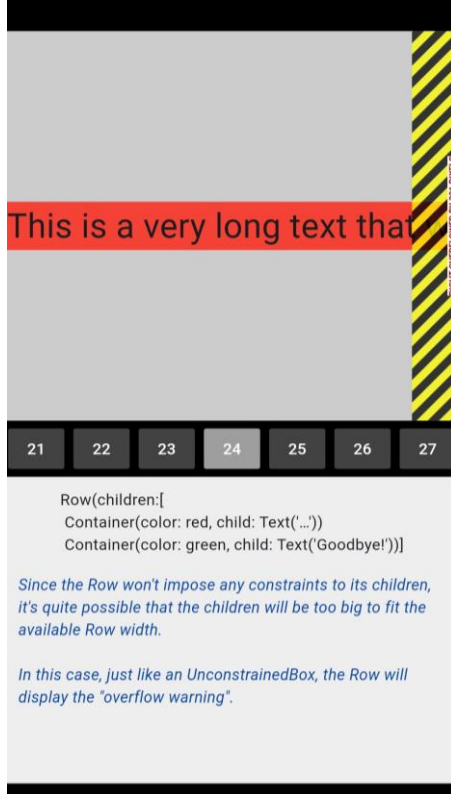 This is a very long text that
21 22 23 24 25 26 27
Row(children:[
Container(color: red, child: Text('…'))
Container(color: green, child: Text('Goodbye!'))]
Since the Row won't impose any constraints to its children,
it's quite possible that the children will be too big to fit the
available Row width.
In this case, just like an UnconstrainedBox, the Row will
display the "overflow warning".